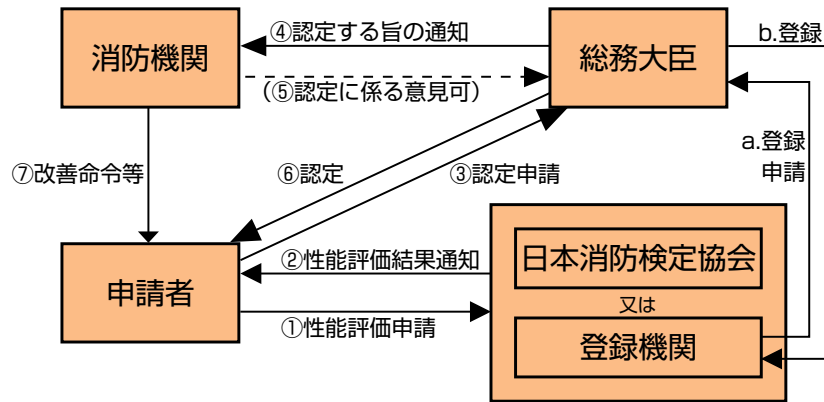 ④認定する旨の通知
b.登録
消防機関
総務大臣
(⑤認定に係る意見可)
a.登録
申請
⑦改善命令等
⑥認定
③認定申請
日本消防検定協会
②性能評価結果通知
申請者
又は
①性能評価申請
登録機関